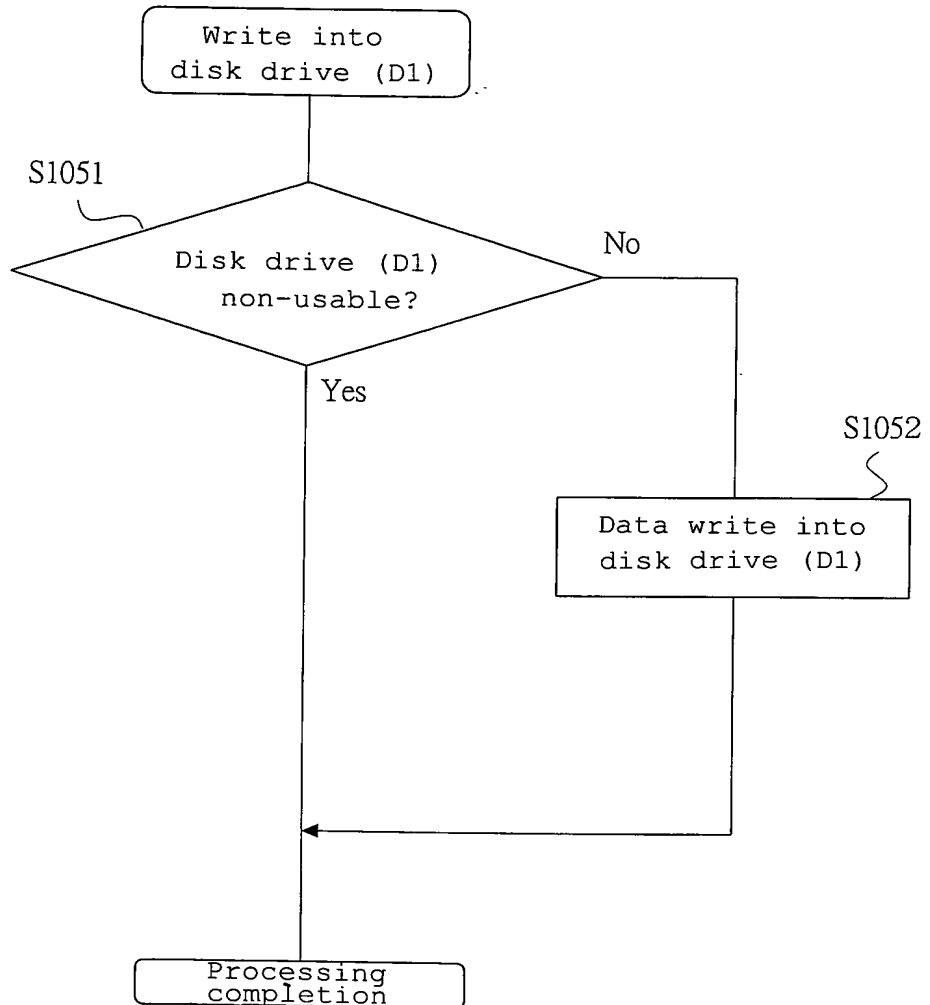 Write into
disk drive (D1)
S1051
Disk drive (D1)
non-usable?
No
Yes
S1052
Data write into
disk drive (D1)
Processing
completion